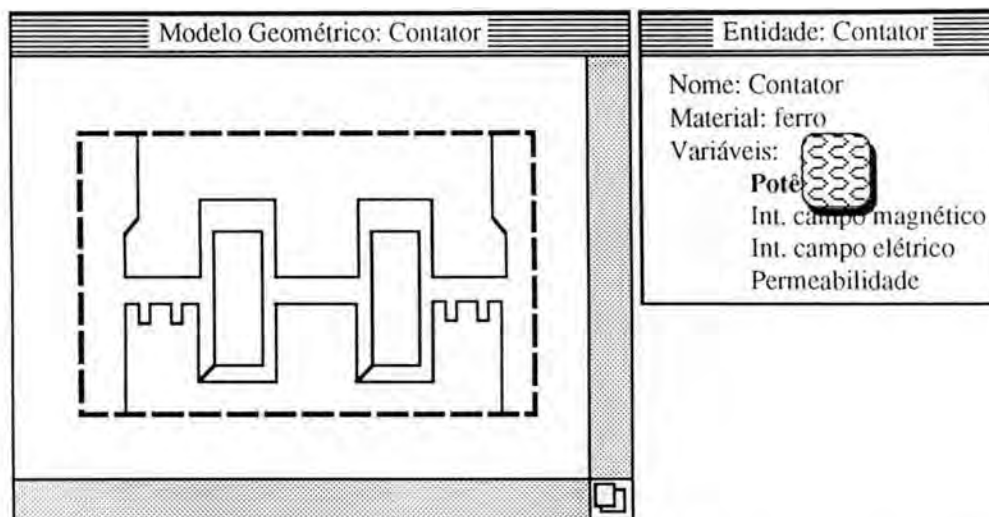 Modelo Geométrico: Contator
Entidade: Contator
Nome: Contator
Material: ferro
Variáveis:
Int. campo magnético
Int. campo elétrico
Permeabilidade